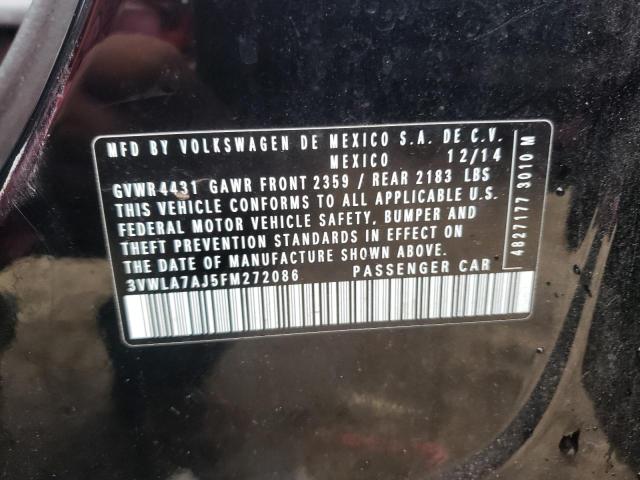 MFD BY VOLKSWAGEN DE MEXICO S.A. DE C.V.
MEXICO 12/14
GVWR4431 GAWR FRONT 2359 / REAR 2183 LBS
THIS VEHICLE CONFORMS TO ALL APPLICABLE U.S.
FEDERAL MOTOR VEHICLE SAFETY, BUMPER AND
THEFT PREVENTION STANDARDS IN EFFECT ON
THE DATE OF MANUFACTURE SHOWN ABOVE.
3VWLA7AJ5FM272086 PASSENGER CAR
4827177 3010 M